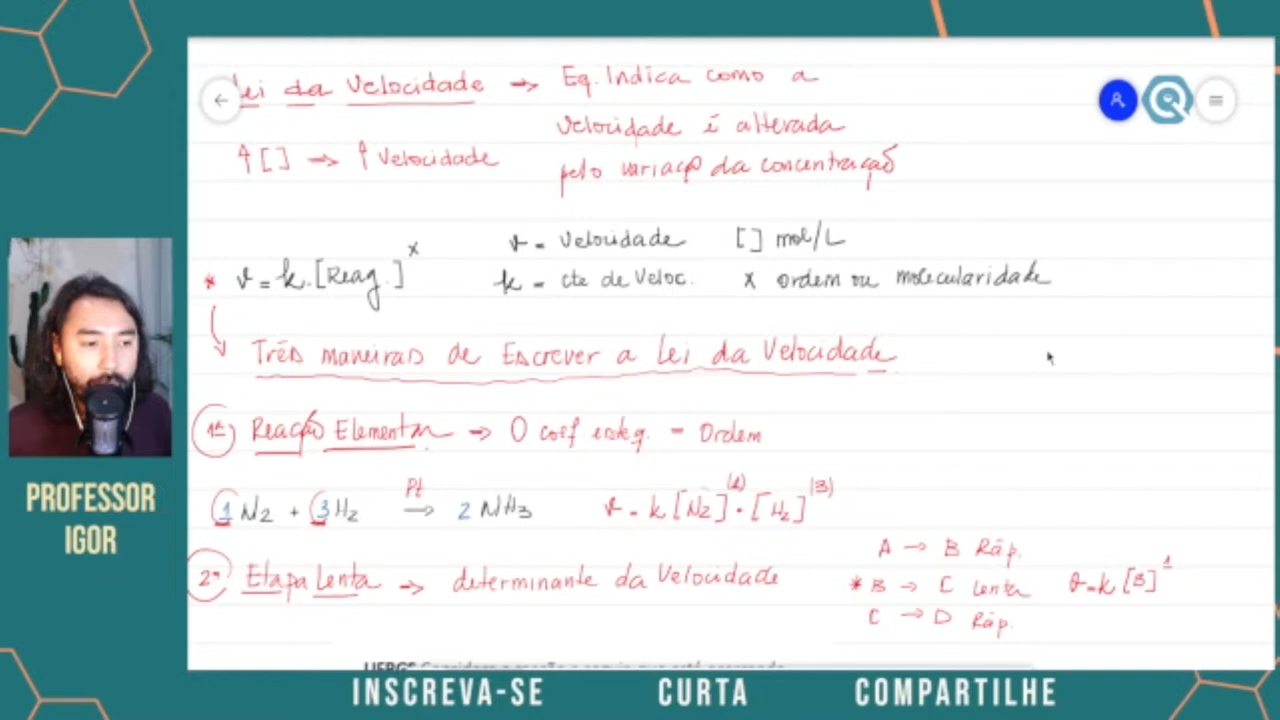 Lei da Velocidade → Eq. Indica como a
velocidade é alterada
↑ [ ] → ↑ Velocidade
pelo variação da concentração
v = k.[Reag.]^x
v = Velocidade [ ] mol/L
k = cte de Veloc. x ordem ou molecularidade
* Três maneiras de Escrever a Lei da Velocidade
1ª Reação Elementar → O coef esteq. = Ordem
1 N2 + 3 H2 Pt → 2 NH3 v = k [N2]^(1) · [H2]^(3)
2ª Etapa Lenta → determinante da Velocidade
A → B Ráp.
* B → C Lenta v = k [B]^1
C → D Ráp.
PROFESSOR
IGOR
INSCREVA-SE CURTA COMPARTILHE